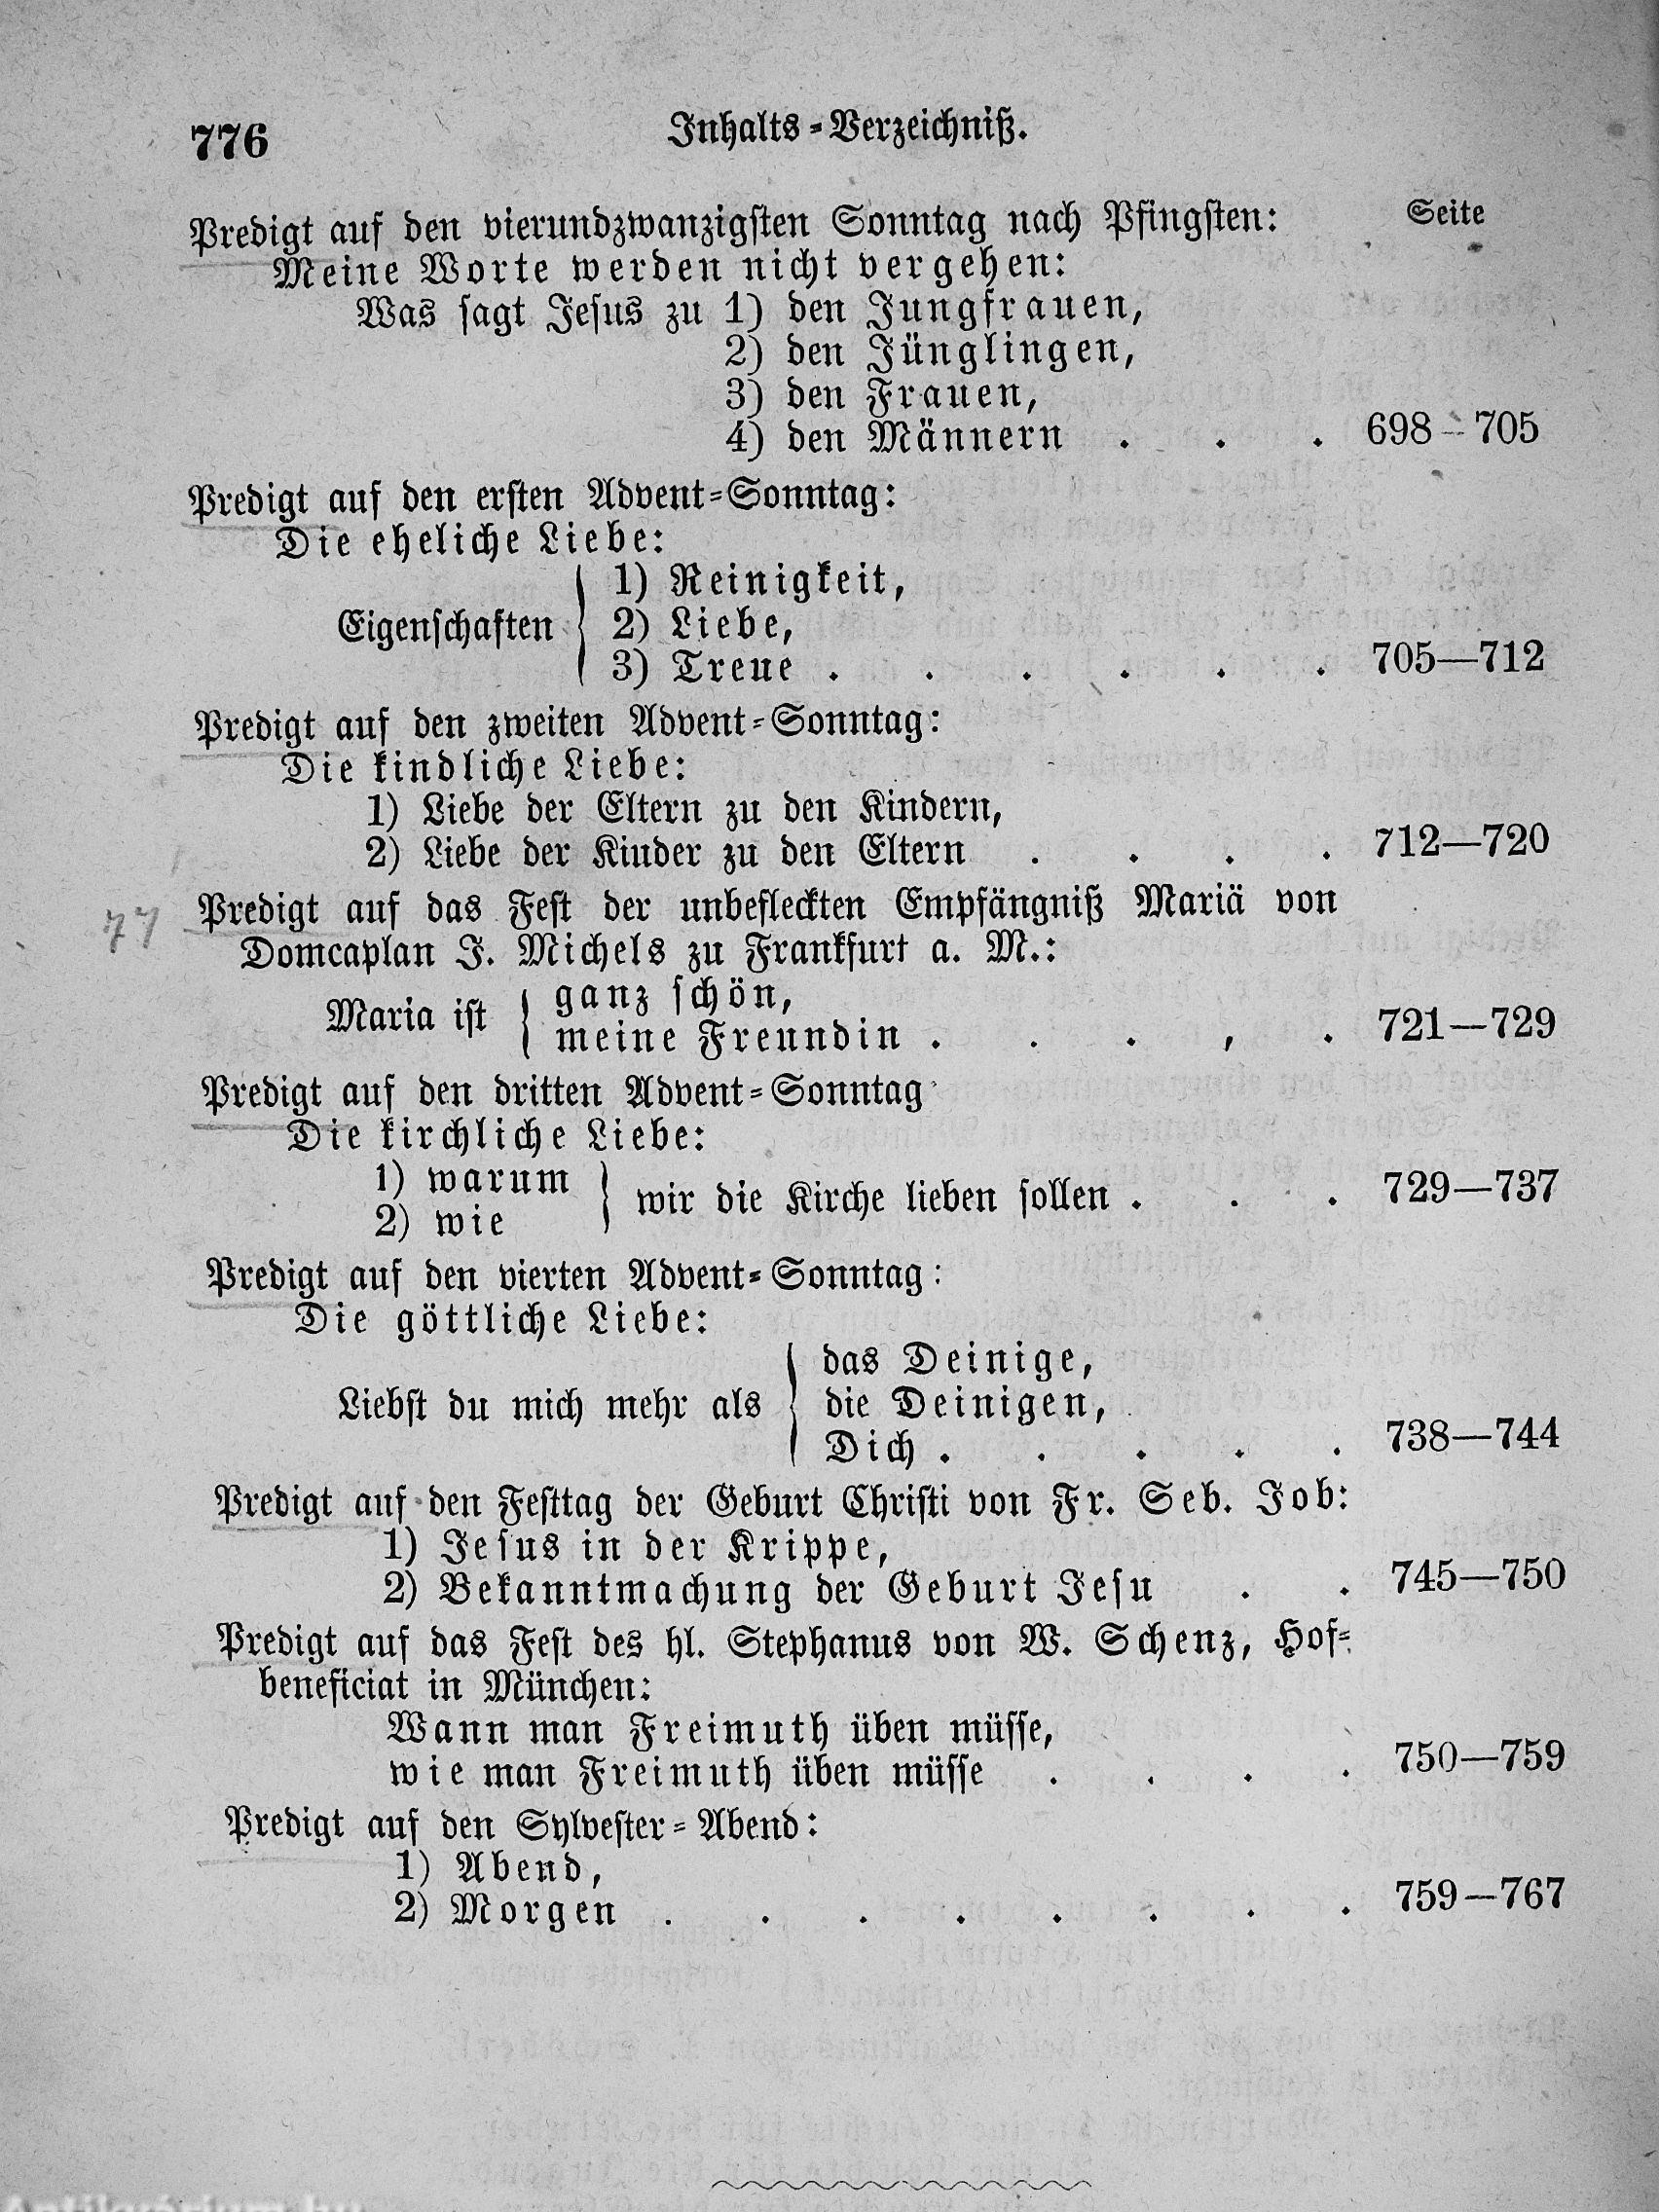 776 Inhalts-Verzeichniß.
Predigt auf den vierundzwanzigsten Sonntag nach Pfingsten: Seite
Meine Worte werden nicht vergehen:
Was sagt Jesus zu 1) den Jungfrauen,
2) den Jünglingen,
3) den Frauen,
4) den Männern . . . 698-705
Predigt auf den ersten Advent-Sonntag:
Die eheliche Liebe:
1) Reinigkeit,
Eigenschaften { 2) Liebe,
3) Treue . . . . . . 705—712
Predigt auf den zweiten Advent-Sonntag:
Die kindliche Liebe:
1) Liebe der Eltern zu den Kindern,
2) Liebe der Kinder zu den Eltern . . . . 712—720
77 Predigt auf das Fest der unbefleckten Empfängniß Mariä von
Domcaplan J. Michels zu Frankfurt a. M.:
Maria ist { ganz schön,
meine Freundin . . . , . 721—729
Predigt auf den dritten Advent-Sonntag
Die kirchliche Liebe:
1) warum } wir die Kirche lieben sollen . . . 729—737
2) wie
Predigt auf den vierten Advent-Sonntag:
Die göttliche Liebe:
das Deinige,
Liebst du mich mehr als { die Deinigen,
Dich . . . . . 738—744
Predigt auf den Festtag der Geburt Christi von Fr. Seb. Job:
1) Jesus in der Krippe,
2) Bekanntmachung der Geburt Jesu . . 745—750
Predigt auf das Fest des hl. Stephanus von W. Schenz, Hof-
beneficiat in München:
Wann man Freimuth üben müsse,
wie man Freimuth üben müsse . . . . 750—759
Predigt auf den Sylvester-Abend:
1) Abend,
2) Morgen . . . . . . . . 759—767